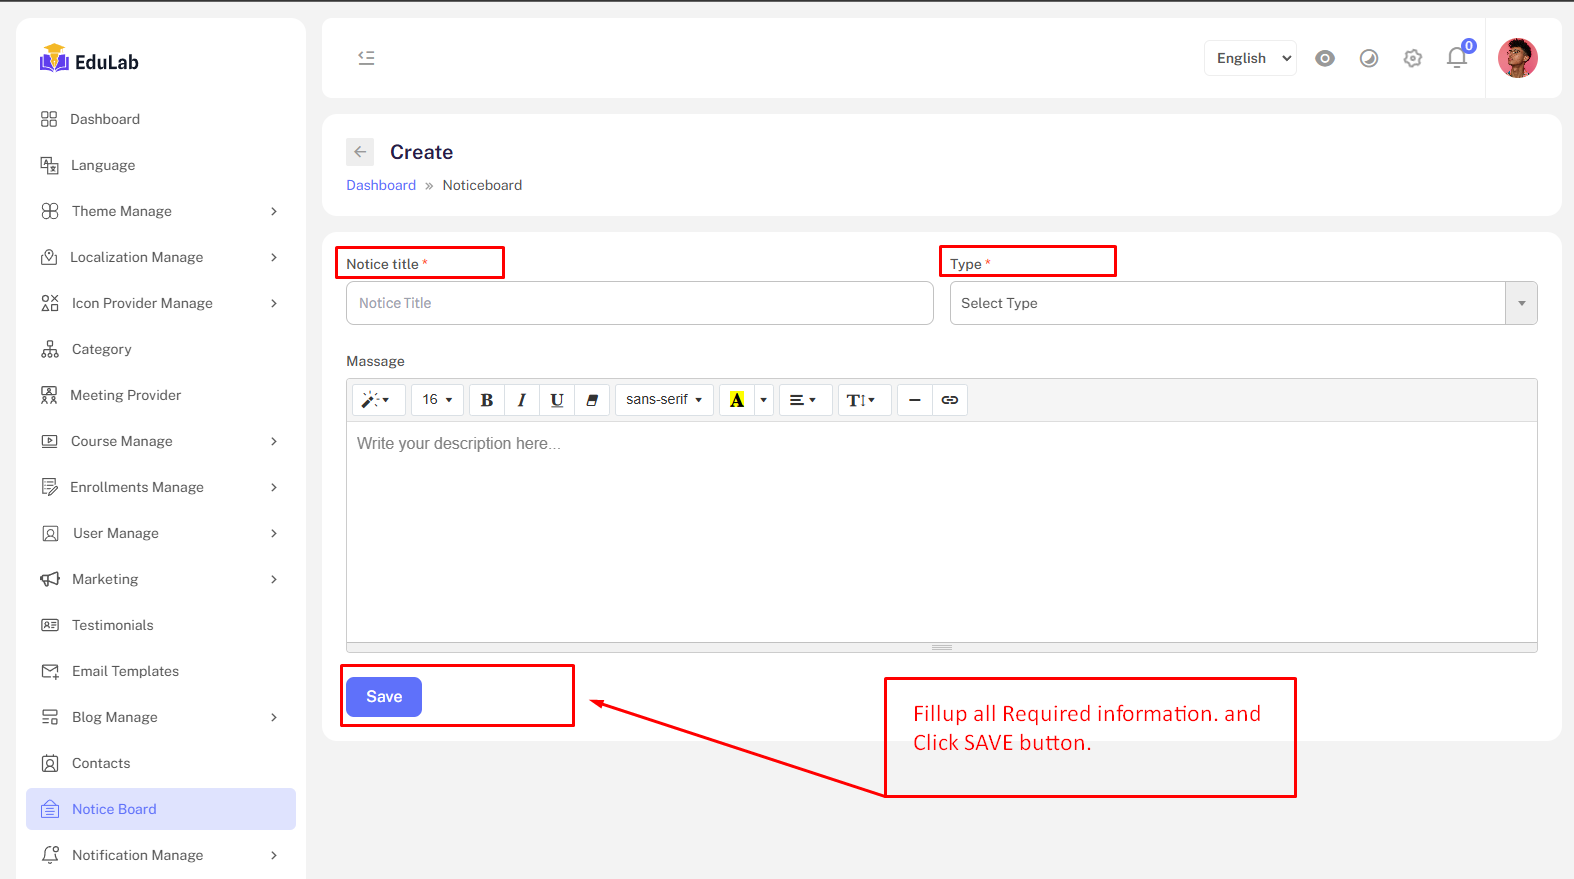 EduLab
English
0
Dashboard
Language
Theme Manage
Localization Manage
Icon Provider Manage
Category
Meeting Provider
Course Manage
Enrollments Manage
User Manage
Marketing
Testimonials
Email Templates
Blog Manage
Contacts
Notice Board
Notification Manage
Create
Dashboard » Noticeboard
Notice title *
Notice Title
Type *
Select Type
Massage
16 B I U sans-serif A T
Write your description here...
Save
Fillup all Required information. and
Click SAVE button.